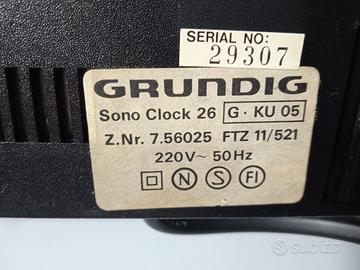 SERIAL NO:
29307
GRUNDIG
Sono Clock 26 G · KU 05
Z.Nr. 7.56025 FTZ 11/521
220V~ 50Hz
N S FI
subito